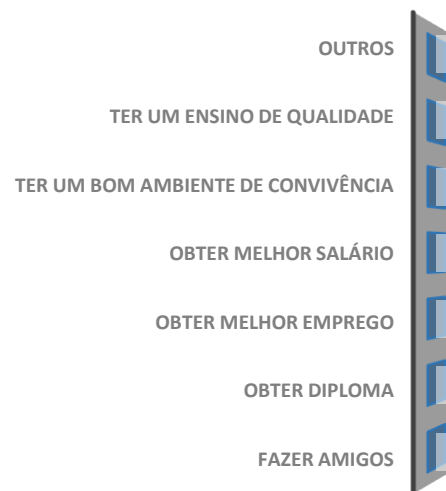 OUTROS
TER UM ENSINO DE QUALIDADE
TER UM BOM AMBIENTE DE CONVIVÊNCIA
OBTER MELHOR SALÁRIO
OBTER MELHOR EMPREGO
OBTER DIPLOMA
FAZER AMIGOS